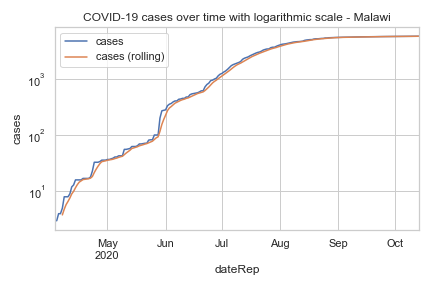 COVID-19 cases over time with logarithmic scale - Malawi
cases
cases (rolling)
10³
10²
10¹
cases
May
2020
Jun
Jul
Aug
Sep
Oct
dateRep